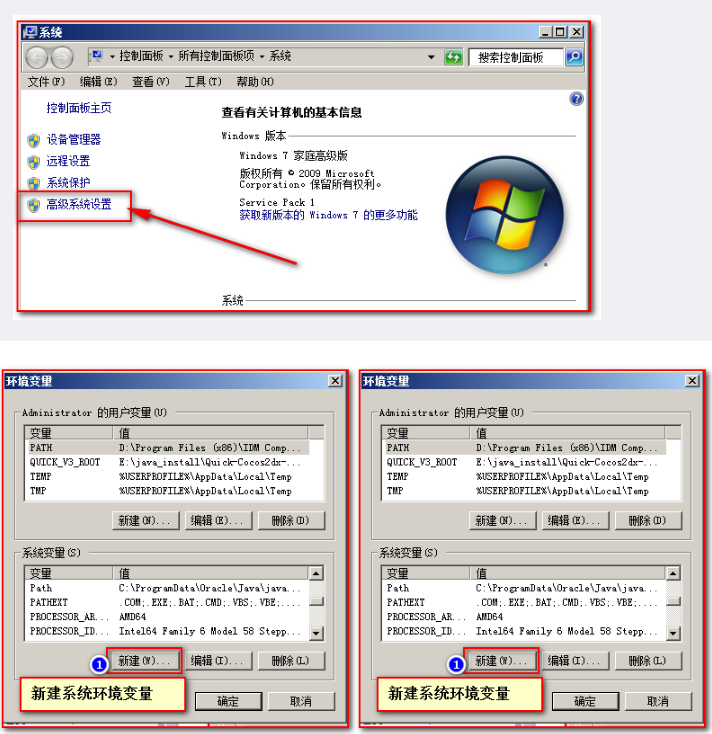 系统
控制面板 所有控制面板项 系统
搜索控制面板
文件(F) 编辑(E) 查看(V) 工具(T) 帮助(H)
控制面板主页
设备管理器
远程设置
系统保护
高级系统设置
查看有关计算机的基本信息
Windows 版本
Windows 7 家庭高级版
版权所有 © 2009 Microsoft
Corporation。保留所有权利。
Service Pack 1
获取新版本的 Windows 7 的更多功能
系统
环境变量
Administrator 的用户变量(U)
变量 值
PATH D:\Program Files (x86)\IDM Comp...
QUICK_V3_ROOT E:\java_install\Quick-Cocos2dx-...
TEMP %USERPROFILE%\AppData\Local\Temp
TMP %USERPROFILE%\AppData\Local\Temp
新建(N)... 编辑(E)... 删除(D)
系统变量(S)
变量 值
Path C:\ProgramData\Oracle\Java\java...
PATHEXT .COM;.EXE;.BAT;.CMD;.VBS;.VBE;....
PROCESSOR_AR... AMD64
PROCESSOR_ID... Intel64 Family 6 Model 58 Stepp...
1 新建(W)... 编辑(I)... 删除(L)
新建系统环境变量
确定 取消
环境变量
Administrator 的用户变量(U)
变量 值
PATH D:\Program Files (x86)\IDM Comp...
QUICK_V3_ROOT E:\java_install\Quick-Cocos2dx-...
TEMP %USERPROFILE%\AppData\Local\Temp
TMP %USERPROFILE%\AppData\Local\Temp
新建(N)... 编辑(E)... 删除(D)
系统变量(S)
变量 值
Path C:\ProgramData\Oracle\Java\java...
PATHEXT .COM;.EXE;.BAT;.CMD;.VBS;.VBE;....
PROCESSOR_AR... AMD64
PROCESSOR_ID... Intel64 Family 6 Model 58 Stepp...
1 新建(W)... 编辑(I)... 删除(L)
新建系统环境变量
确定 取消